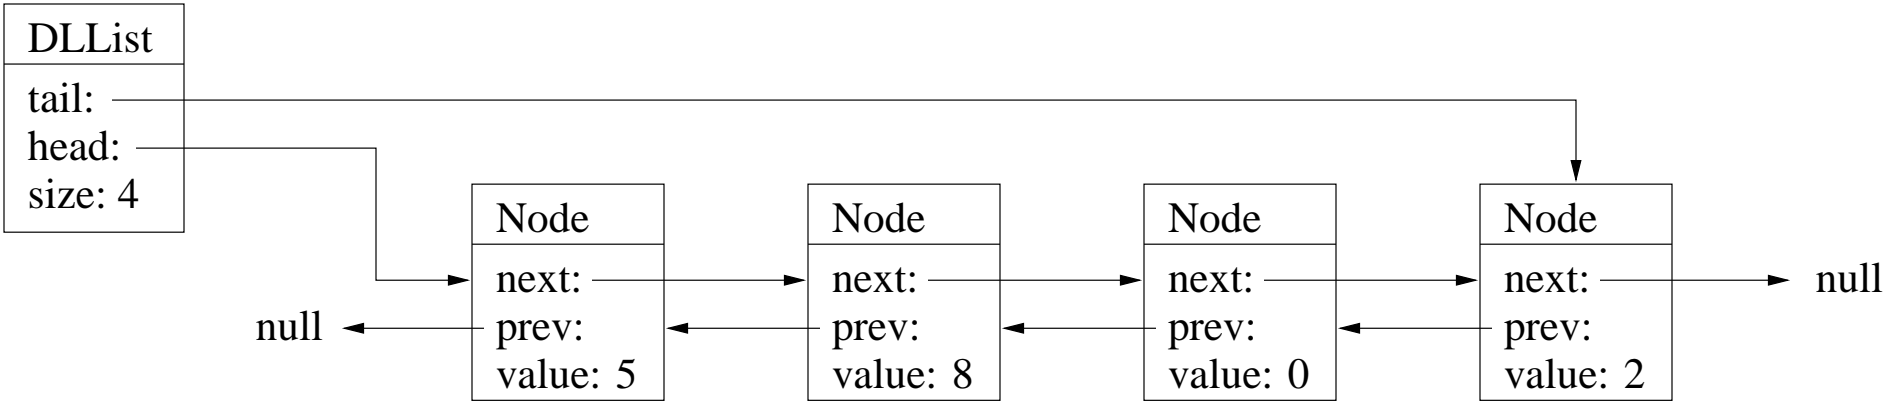 DLList
tail:
head:
size: 4
Node
next:
prev:
value: 5
Node
next:
prev:
value: 8
Node
next:
prev:
value: 0
Node
next:
prev:
value: 2
null
null